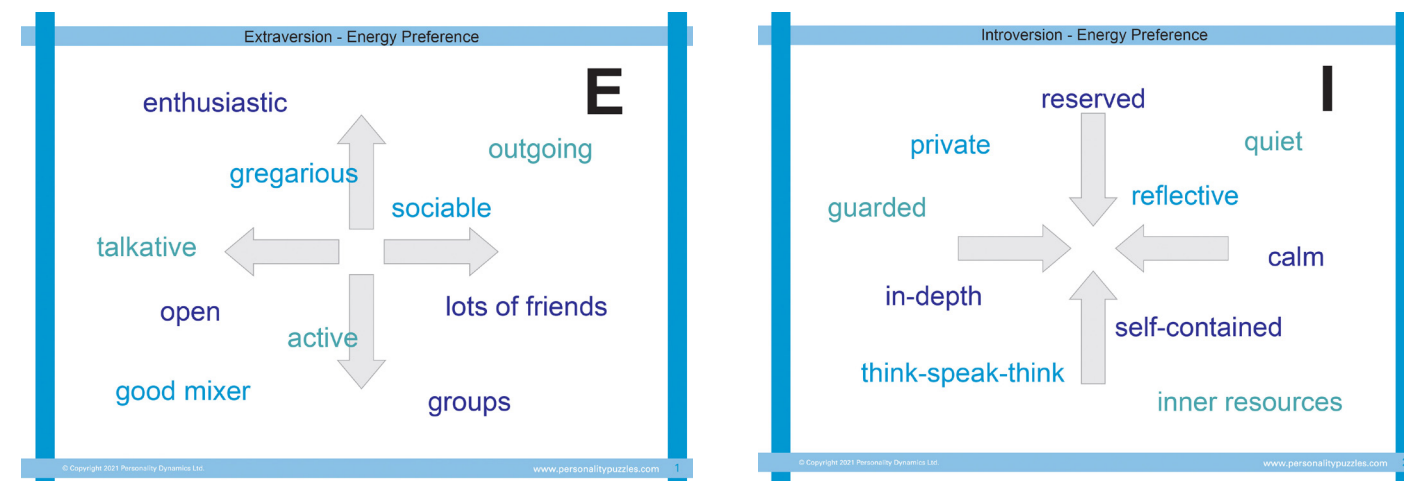 Extraversion - Energy Preference
E
enthusiastic
outgoing
gregarious
sociable
talkative
lots of friends
open
active
good mixer
groups
© Copyright 2021 Personality Dynamics Ltd.
www.personalitypuzzles.com
1
Introversion - Energy Preference
I
reserved
private
quiet
reflective
guarded
calm
in-depth
self-contained
think-speak-think
inner resources
© Copyright 2021 Personality Dynamics Ltd.
www.personalitypuzzles.com